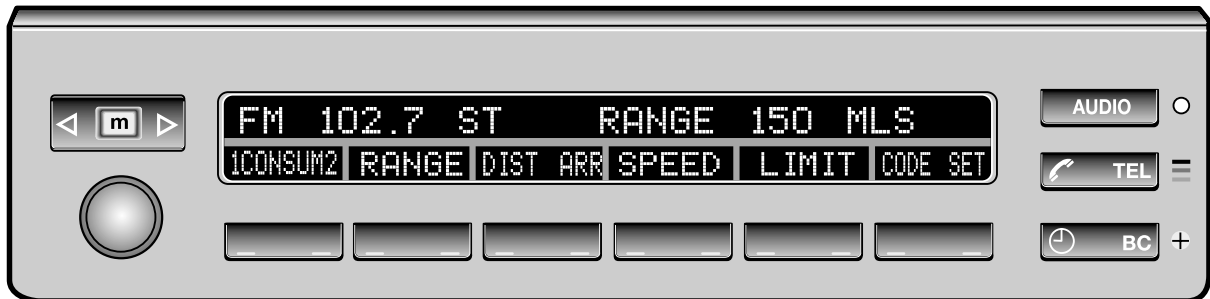 m
FM 102.7 ST RANGE 150 MLS
1CONSUM2 RANGE DIST ARR SPEED LIMIT CODE SET
AUDIO
TEL
BC